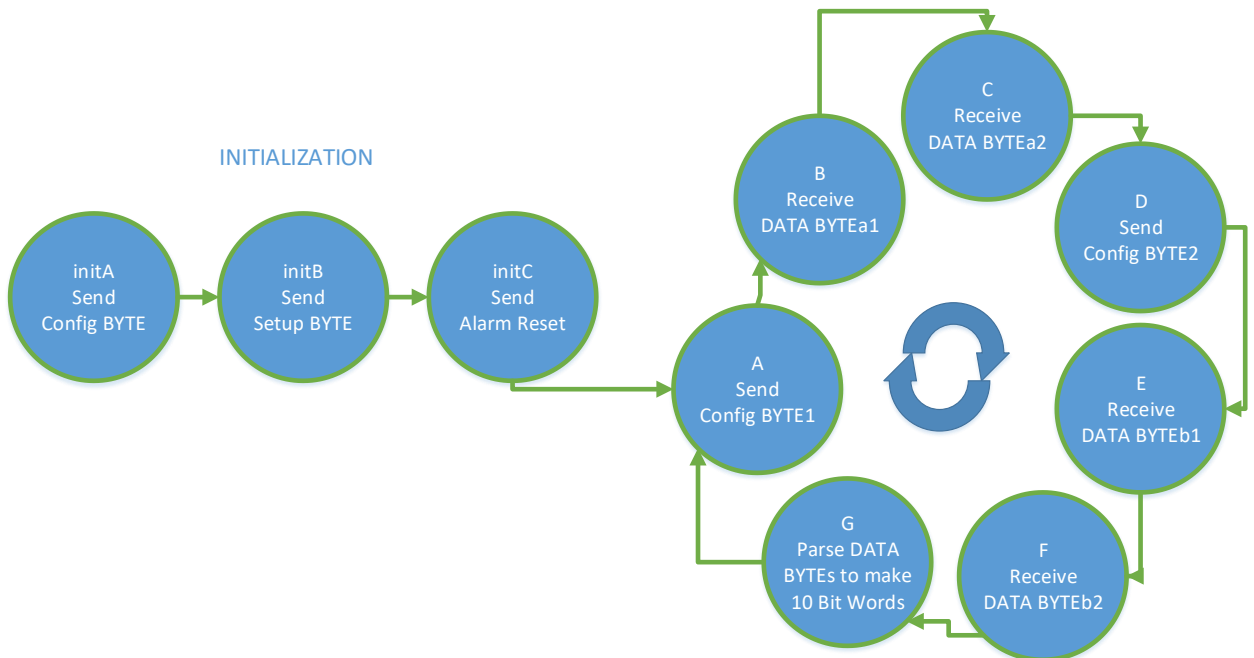 INITIALIZATION
initA
Send
Config BYTE
initB
Send
Setup BYTE
initC
Send
Alarm Reset
A
Send
Config BYTE1
B
Receive
DATA BYTEa1
C
Receive
DATA BYTEa2
D
Send
Config BYTE2
E
Receive
DATA BYTEb1
F
Receive
DATA BYTEb2
G
Parse DATA
BYTEs to make
10 Bit Words